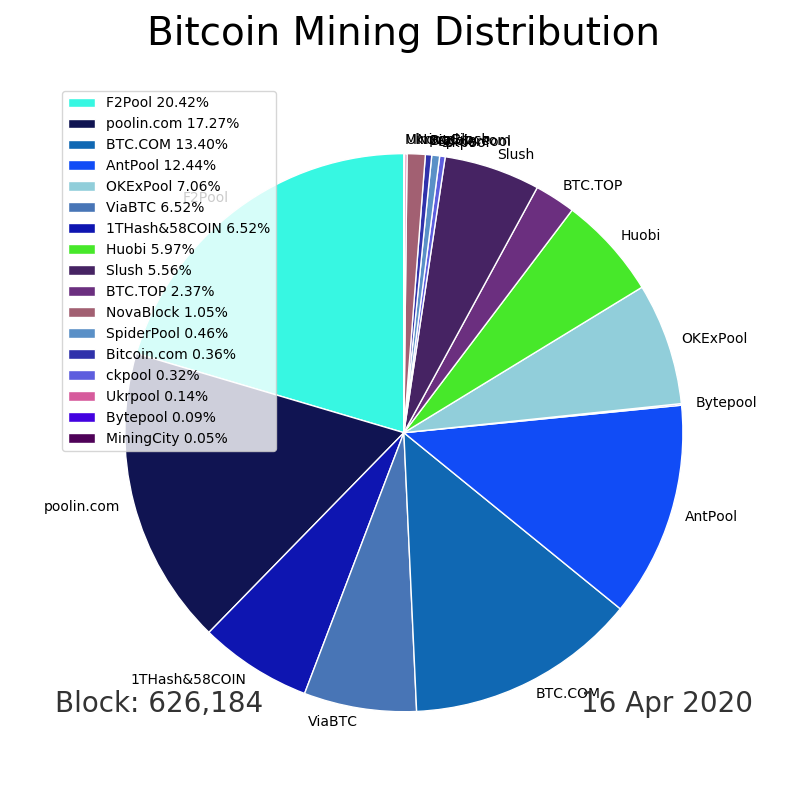 Bitcoin Mining Distribution
F2Pool 20.42%
poolin.com 17.27%
BTC.COM 13.40%
AntPool 12.44%
OKExPool 7.06%
ViaBTC 6.52%
1THash&58COIN 6.52%
Huobi 5.97%
Slush 5.56%
BTC.TOP 2.37%
NovaBlock 1.05%
SpiderPool 0.46%
Bitcoin.com 0.36%
ckpool 0.32%
Ukrpool 0.14%
Bytepool 0.09%
MiningCity 0.05%
Slush
BTC.TOP
Huobi
OKExPool
Bytepool
AntPool
BTC.COM
ViaBTC
1THash&58COIN
poolin.com
F2Pool
Block: 626,184
16 Apr 2020